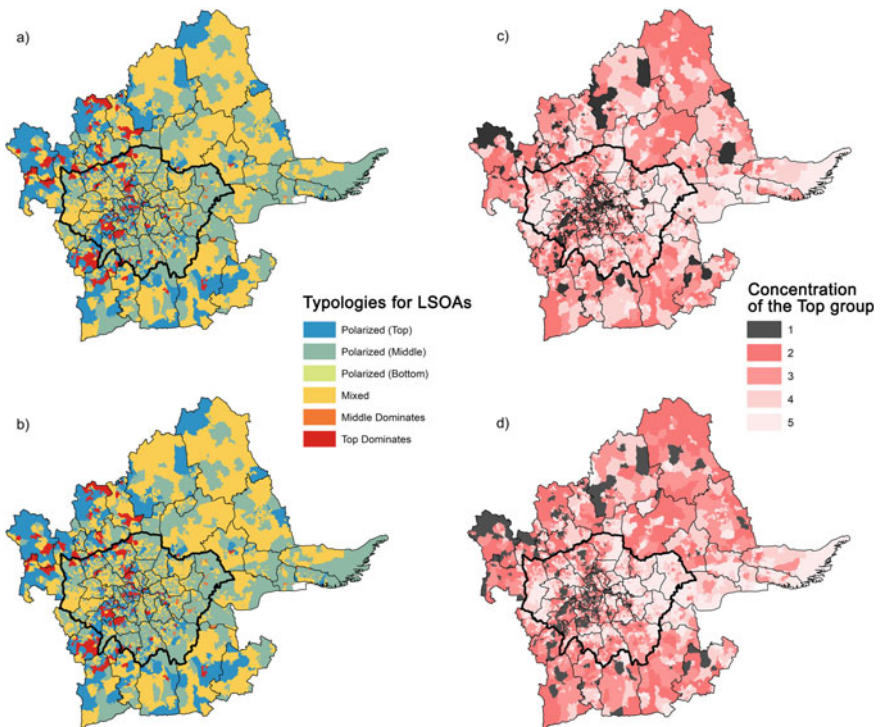 a)
c)
Typologies for LSOAs
Polarized (Top)
Polarized (Middle)
Polarized (Bottom)
Mixed
Middle Dominates
Top Dominates
Concentration
of the Top group
1
2
3
4
5
b)
d)